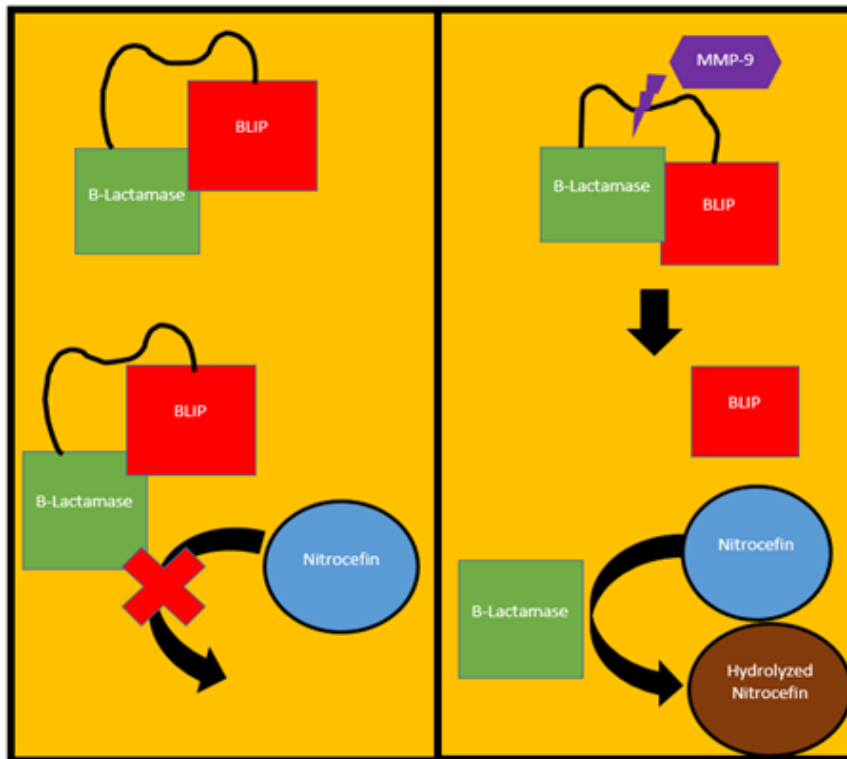 BLIP
B-Lactamase
BLIP
B-Lactamase
Nitrocefin
MMP-9
B-Lactamase
BLIP
BLIP
Nitrocefin
B-Lactamase
Hydrolyzed
Nitrocefin